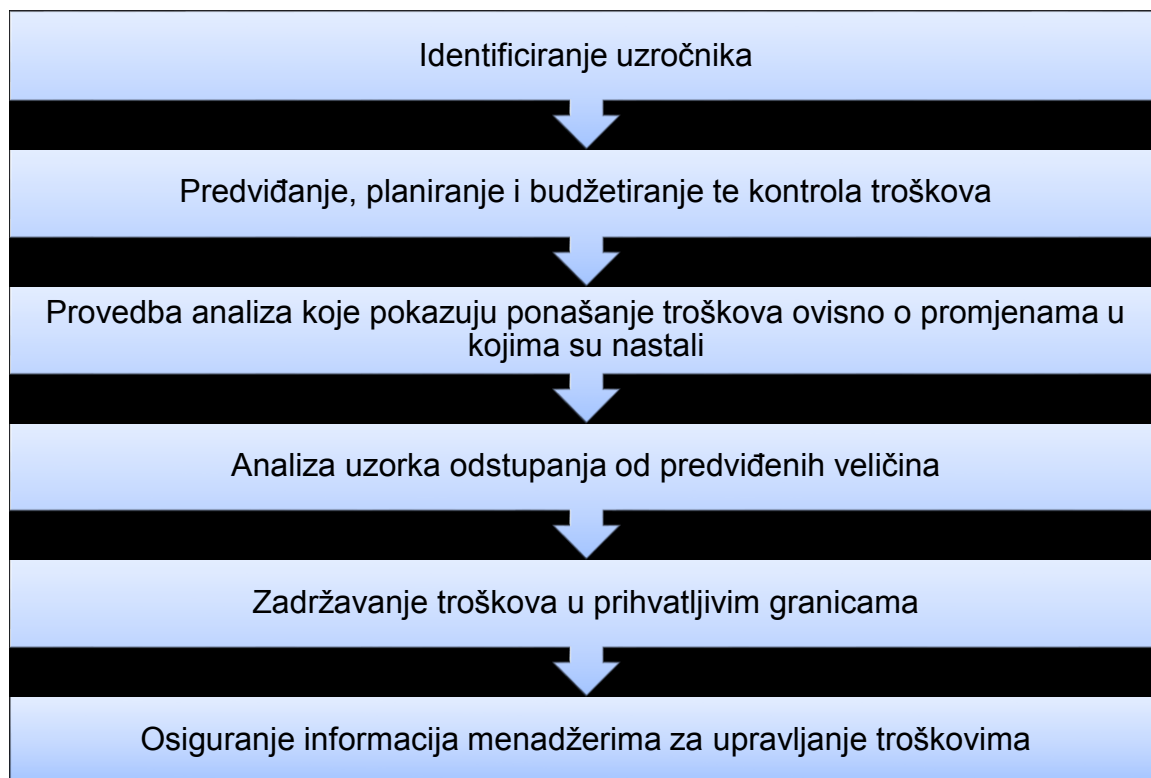 Identificiranje uzročnika
Predviđanje, planiranje i budžetiranje te kontrola troškova
Provedba analiza koje pokazuju ponašanje troškova ovisno o promjenama u
kojima su nastali
Analiza uzorka odstupanja od predviđenih veličina
Zadržavanje troškova u prihvatljivim granicama
Osiguranje informacija menadžerima za upravljanje troškovima